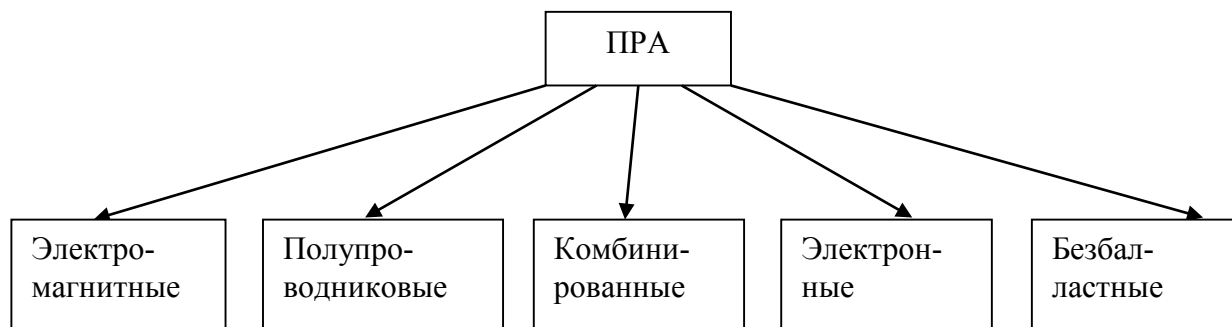 ПРА
Электро-
магнитные
Полупро-
водниковые
Комбини-
рованные
Электрон-
ные
Безбал-
ластные